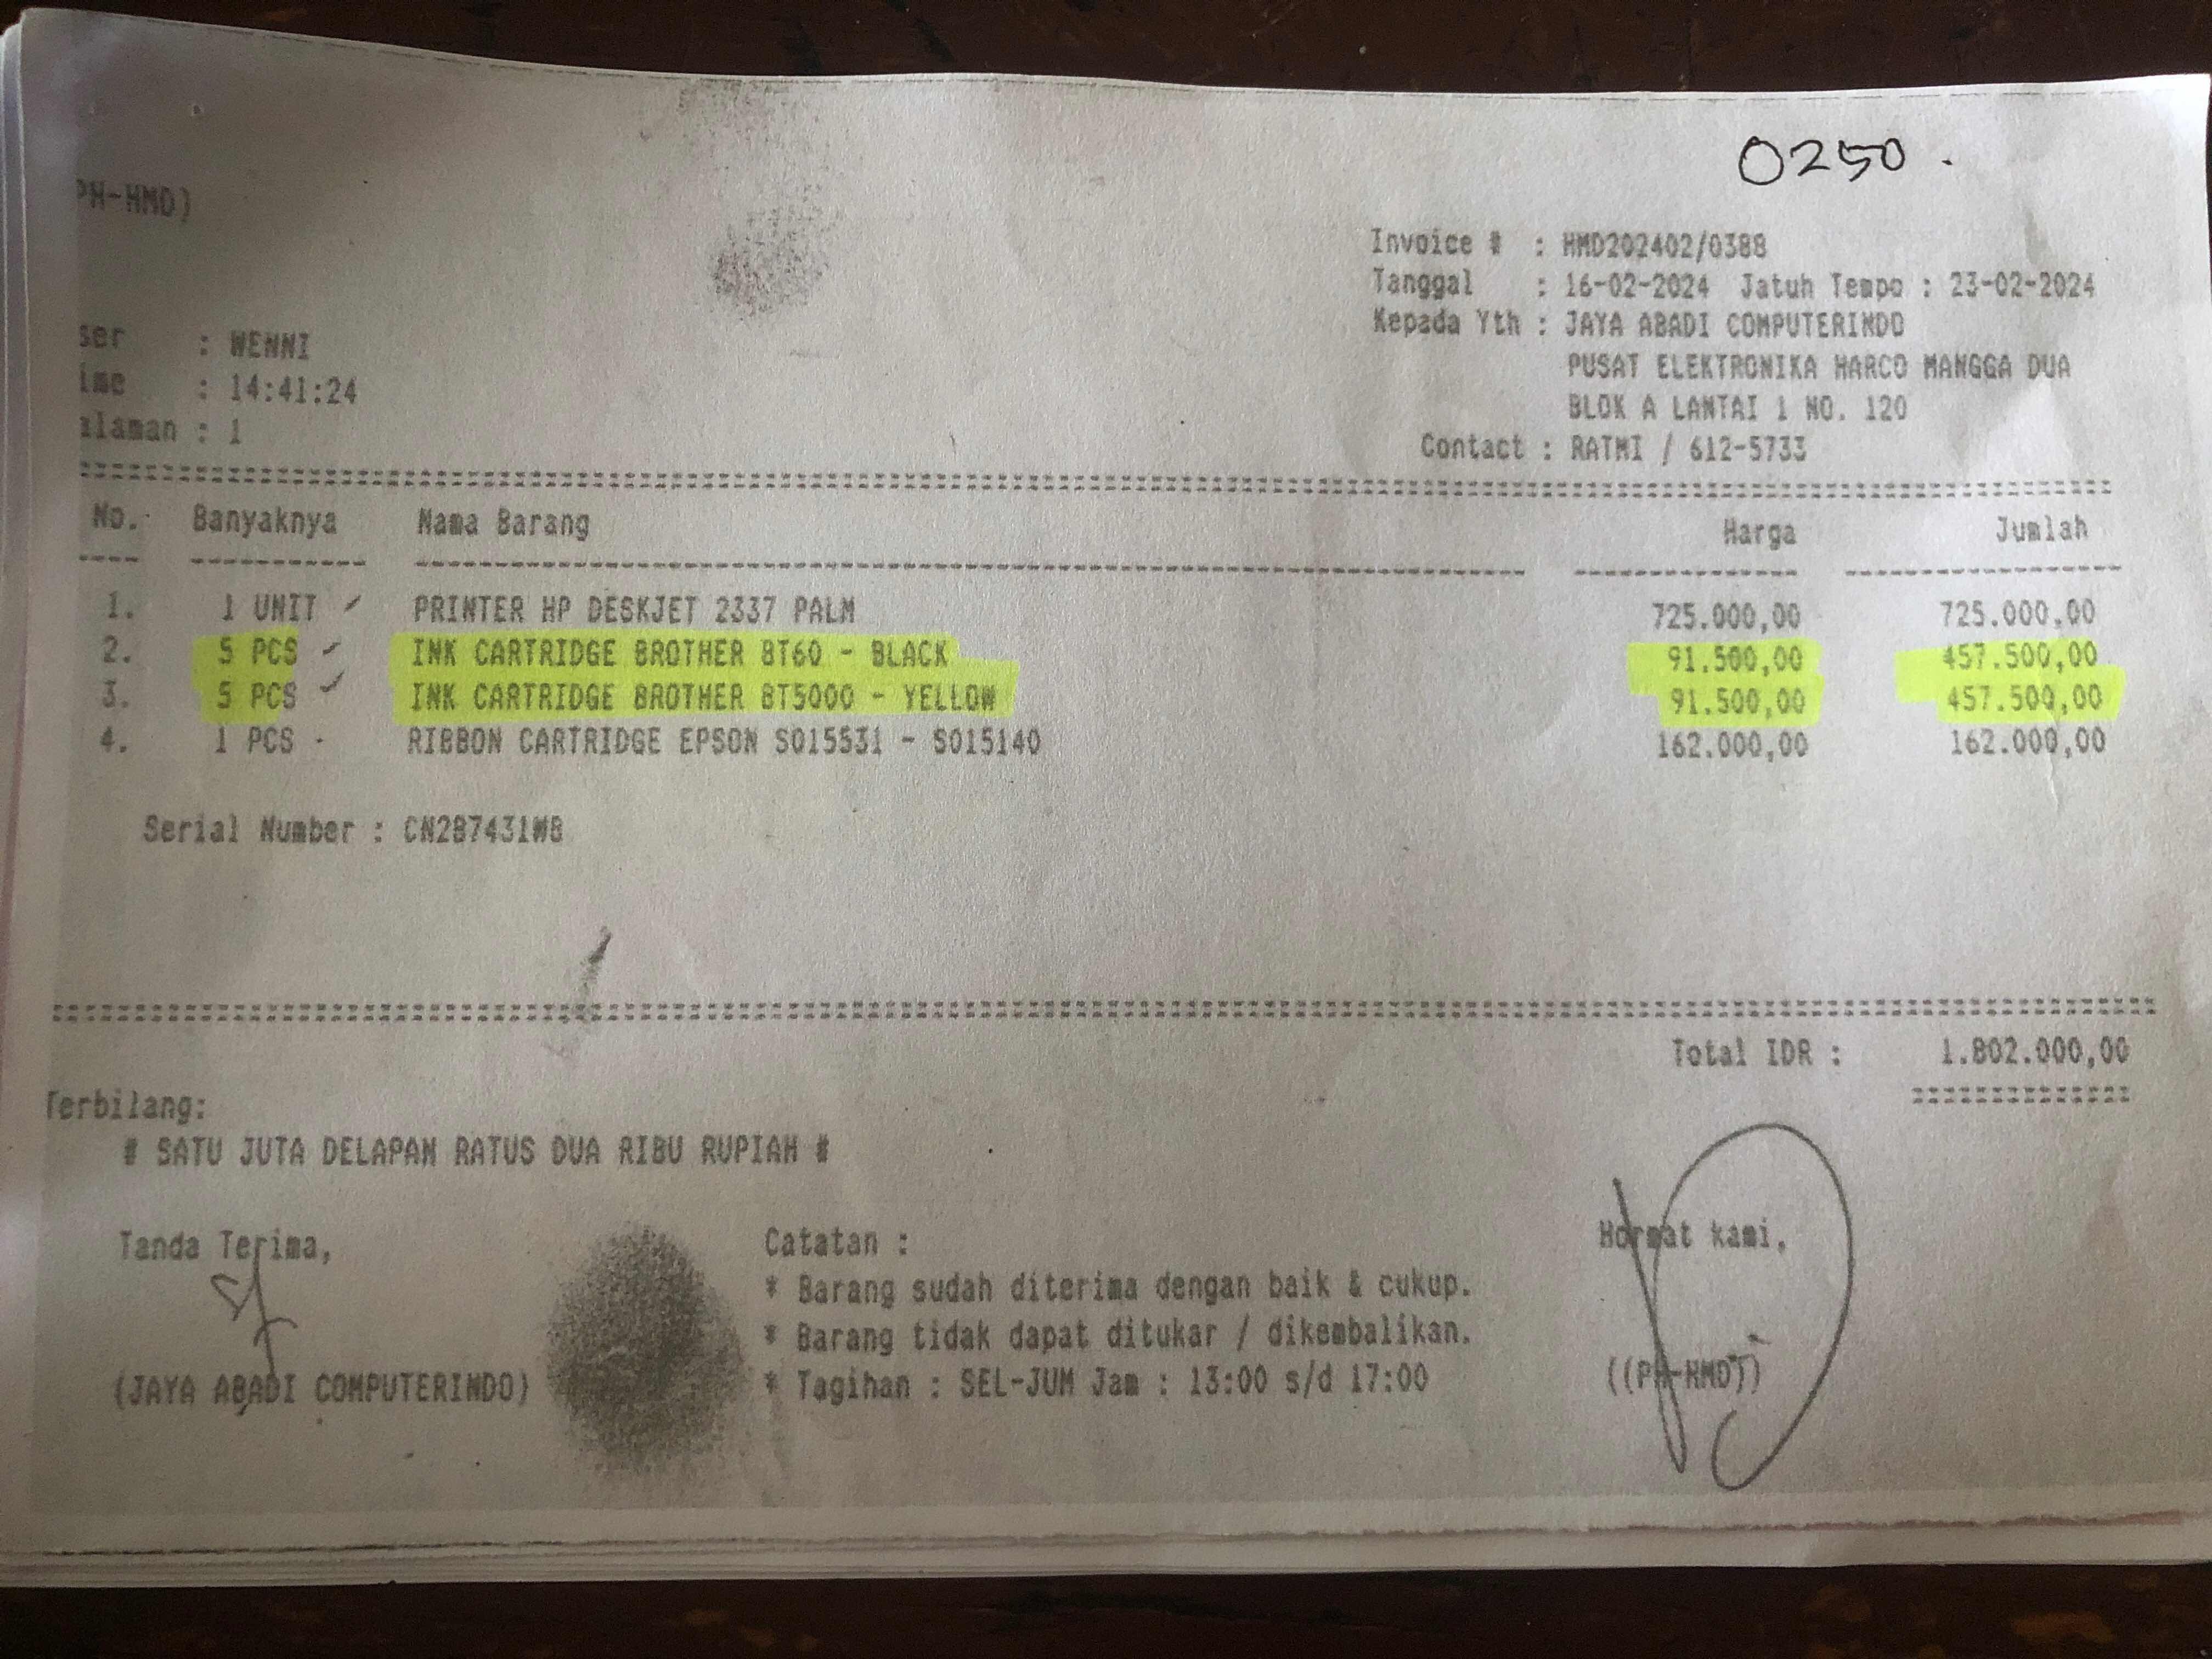 0250.
PH-HMD)
Invoice # : HMD202402/0388
Tanggal : 16-02-2024 Jatuh Tempo : 23-02-2024
Kepada Yth : JAYA ABADI COMPUTERINDO
PUSAT ELEKTRONIKA HARCO MANGGA DUA
BLOK A LANTAI 1 NO. 120
Contact : RATMI / 612-5733
ser : WENNI
ime : 14:41:24
alaman : 1
No. Banyaknya Nama Barang Harga Jumlah
1. 1 UNIT PRINTER HP DESKJET 2337 PALM 725.000,00 725.000,00
2. 5 PCS INK CARTRIDGE BROTHER BT60 - BLACK 91.500,00 457.500,00
3. 5 PCS INK CARTRIDGE BROTHER BT5000 - YELLOW 91.500,00 457.500,00
4. 1 PCS RIBBON CARTRIDGE EPSON S015531 - S015140 162.000,00 162.000,00
Serial Number : CN287431W8
Total IDR : 1.802.000,00
Terbilang:
# SATU JUTA DELAPAN RATUS DUA RIBU RUPIAH #
Tanda Terima,
(JAYA ABADI COMPUTERINDO)
Catatan :
* Barang sudah diterima dengan baik & cukup.
* Barang tidak dapat ditukar / dikembalikan.
* Tagihan : SEL-JUM Jam : 13:00 s/d 17:00
Hormat kami,
((PH-HMD))